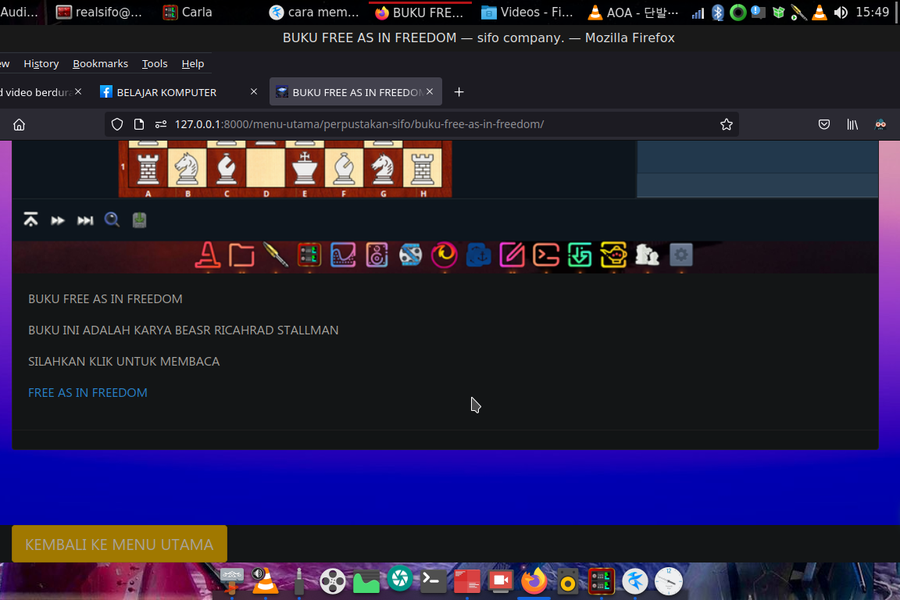 Audi...
realsifo@...
Carla
cara mem...
BUKU FRE...
Videos - Fi...
AOA - 단발...
15:49
BUKU FREE AS IN FREEDOM — sifo company. — Mozilla Firefox
ew History Bookmarks Tools Help
d video berdura
BELAJAR KOMPUTER
BUKU FREE AS IN FREEDOM
127.0.0.1:8000/menu-utama/perpustakan-sifo/buku-free-as-in-freedom/
1
A B C D E F G H
BUKU FREE AS IN FREEDOM
BUKU INI ADALAH KARYA BEASR RICAHRAD STALLMAN
SILAHKAN KLIK UNTUK MEMBACA
FREE AS IN FREEDOM
KEMBALI KE MENU UTAMA